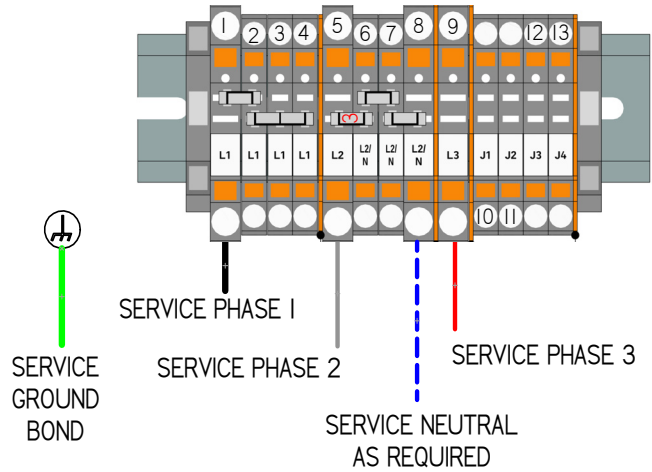 1 2 3 4 5 6 7 8 9 12 13
3
L1 L1 L1 L1 L2 L2/N L2/N L2/N L3 J1 J2 J3 J4
10 11
SERVICE PHASE 1
SERVICE PHASE 2
SERVICE PHASE 3
SERVICE
GROUND
BOND
SERVICE NEUTRAL
AS REQUIRED